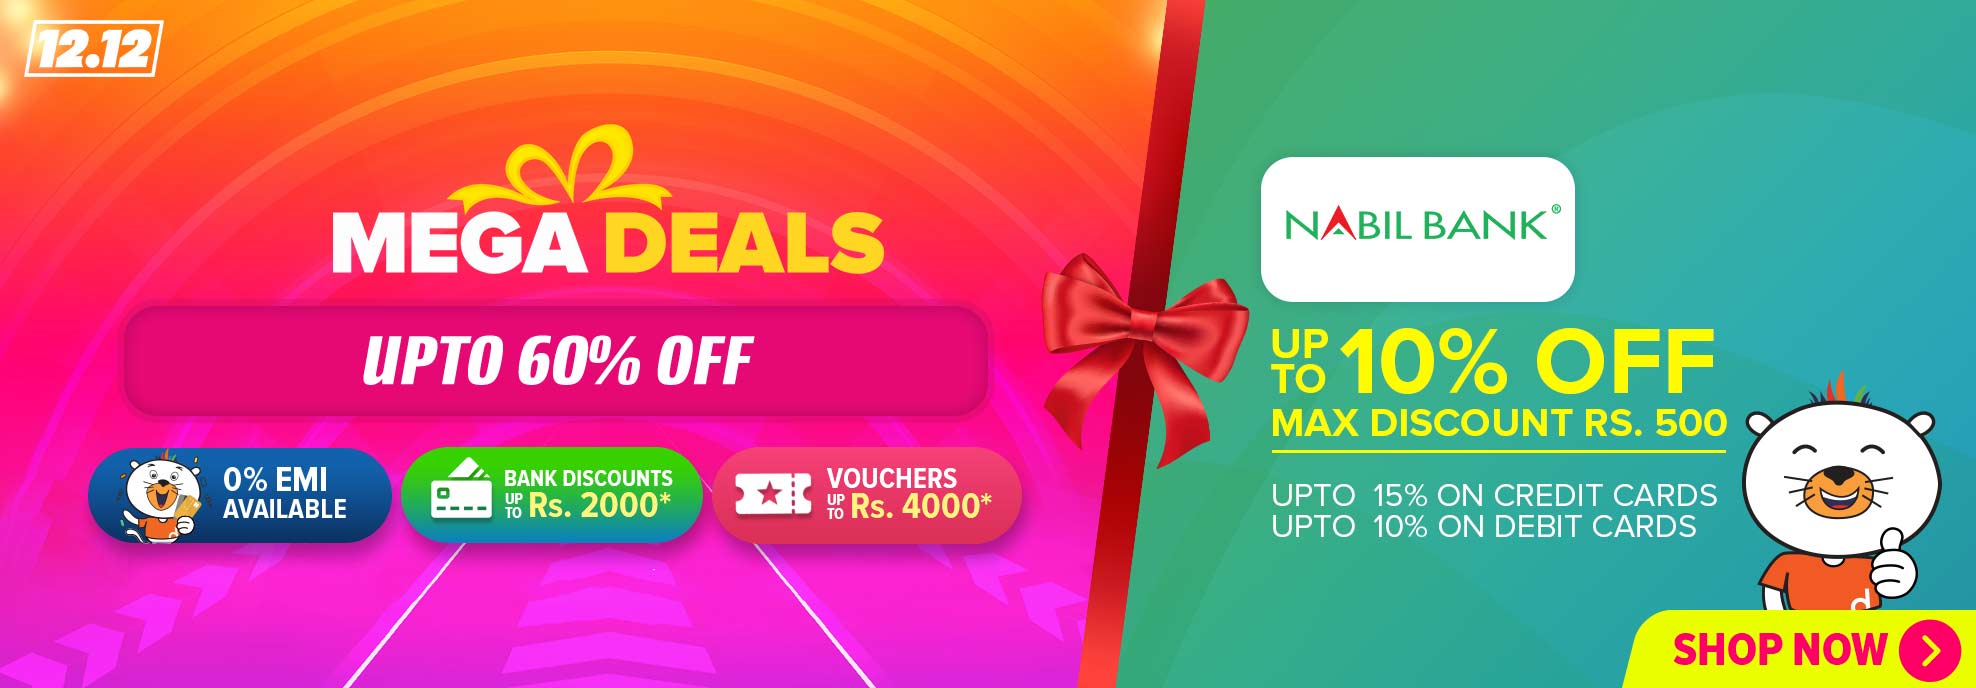 12.12
MEGA DEALS
UPTO 60% OFF
0% EMI
AVAILABLE
BANK DISCOUNTS
UP TO Rs. 2000*
VOUCHERS
UP TO Rs. 4000*
NABIL BANK®
UP TO 10% OFF
MAX DISCOUNT RS. 500
UPTO 15% ON CREDIT CARDS
UPTO 10% ON DEBIT CARDS
d
SHOP NOW